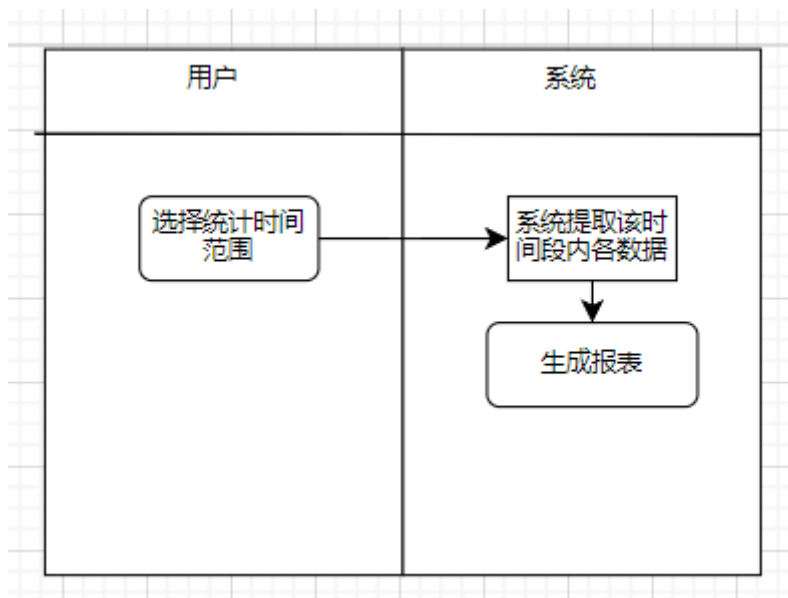 用户
系统
选择统计时间
范围
系统提取该时
间段内各数据
生成报表